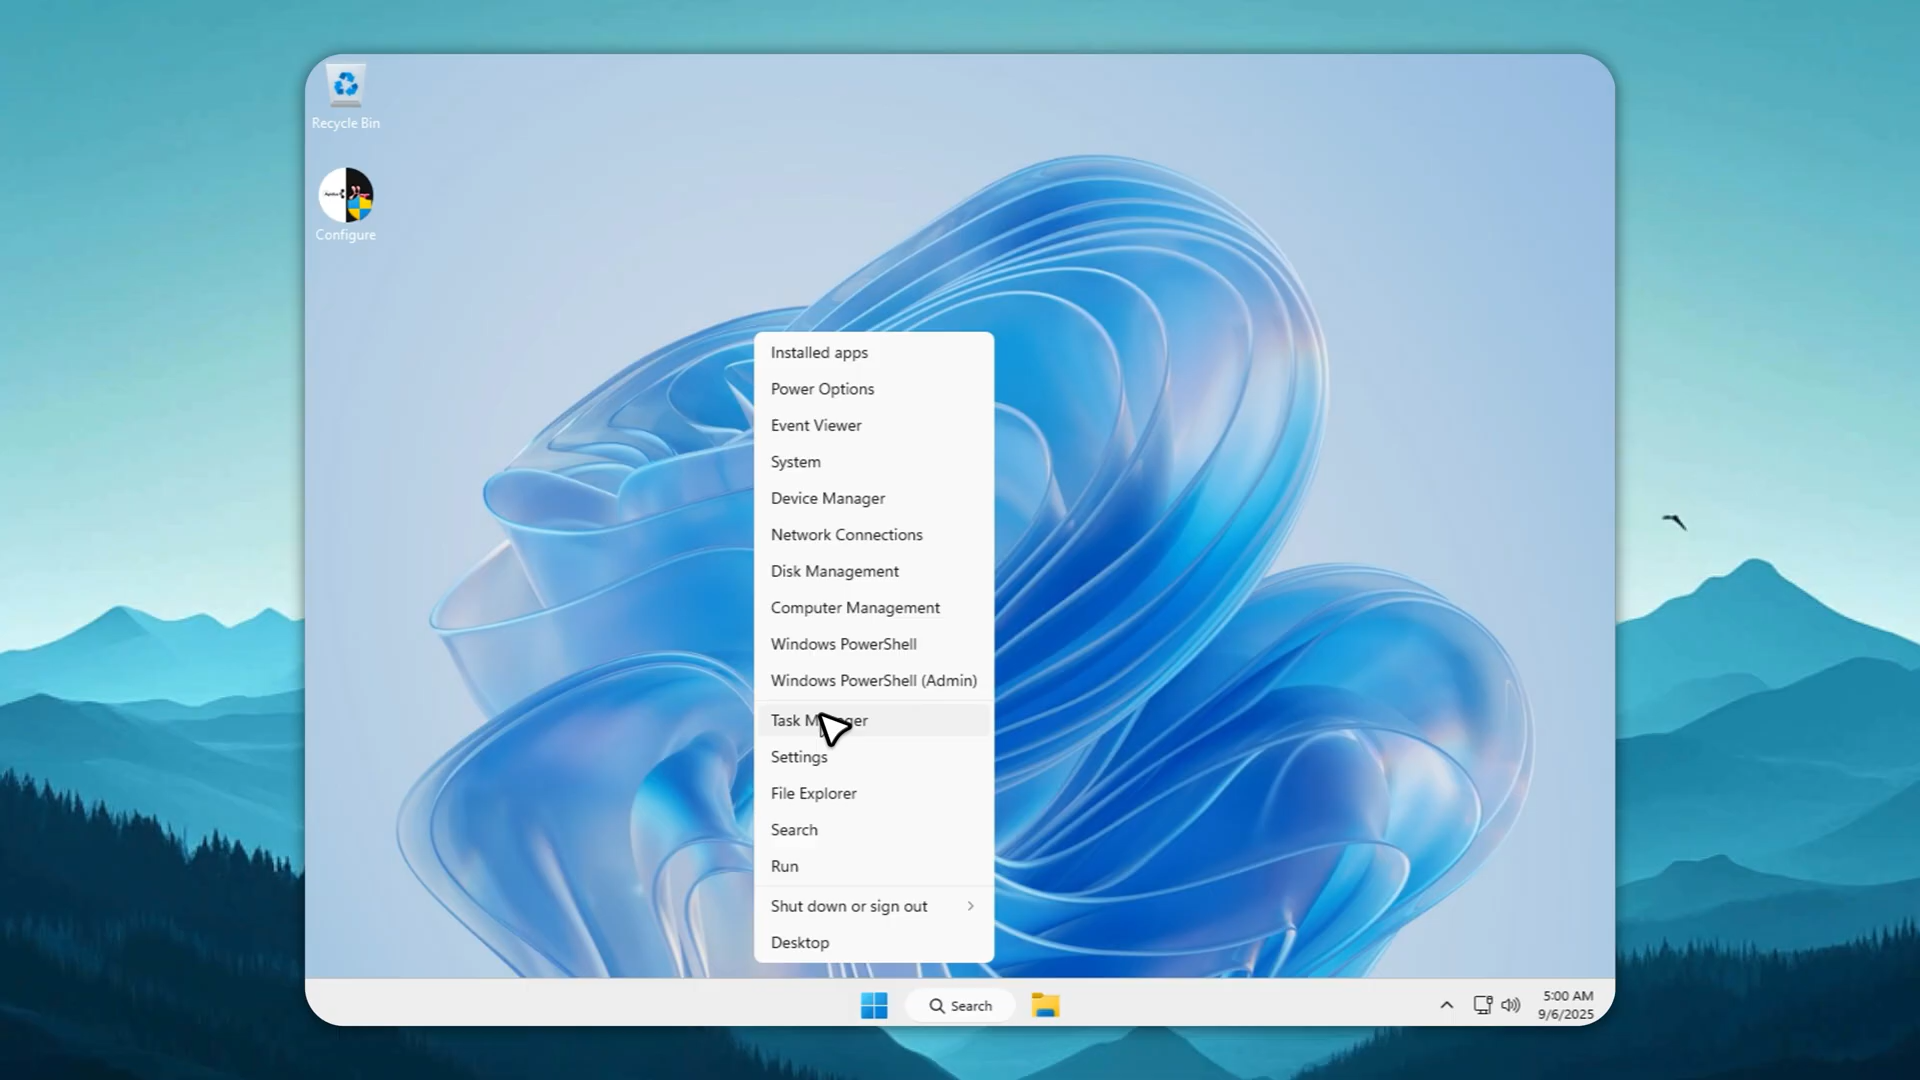 Recycle Bin
Configure
Installed apps
Power Options
Event Viewer
System
Device Manager
Network Connections
Disk Management
Computer Management
Windows PowerShell
Windows PowerShell (Admin)
Task Manager
Settings
File Explorer
Search
Run
Shut down or sign out
Desktop
Search
5:00 AM
9/6/2025